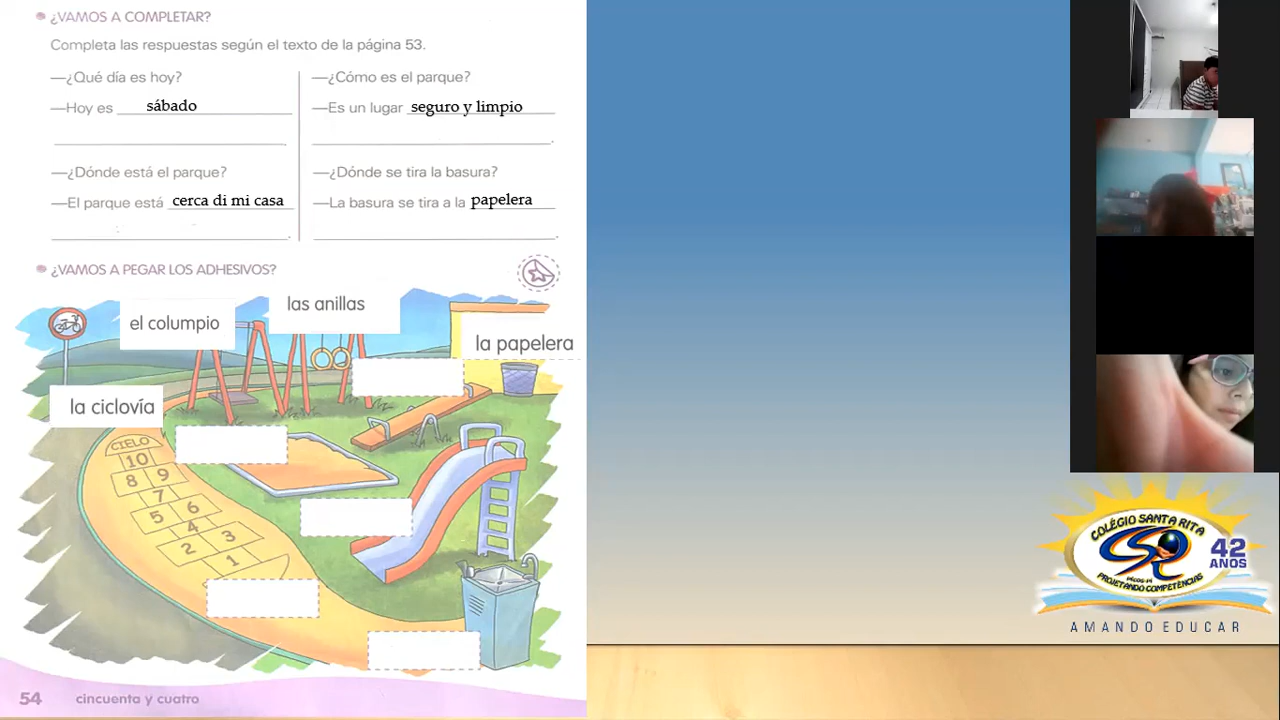 ¿VAMOS A COMPLETAR?
Completa las respuestas según el texto de la página 53.
—¿Qué día es hoy?
—Hoy es sábado
—¿Dónde está el parque?
—El parque está cerca di mi casa
—¿Cómo es el parque?
—Es un lugar seguro y limpio
—¿Dónde se tira la basura?
—La basura se tira a la papelera
¿VAMOS A PEGAR LOS ADHESIVOS?
las anillas
el columpio
la papelera
la ciclovía
CIELO
10
8 9
7
5 6
4
2 3
1
54 cincuenta y cuatro
COLÉGIO SANTA RITA
42
ANOS
PICOS-PI
PROJETANDO COMPETÊNCIAS
AMANDO EDUCAR